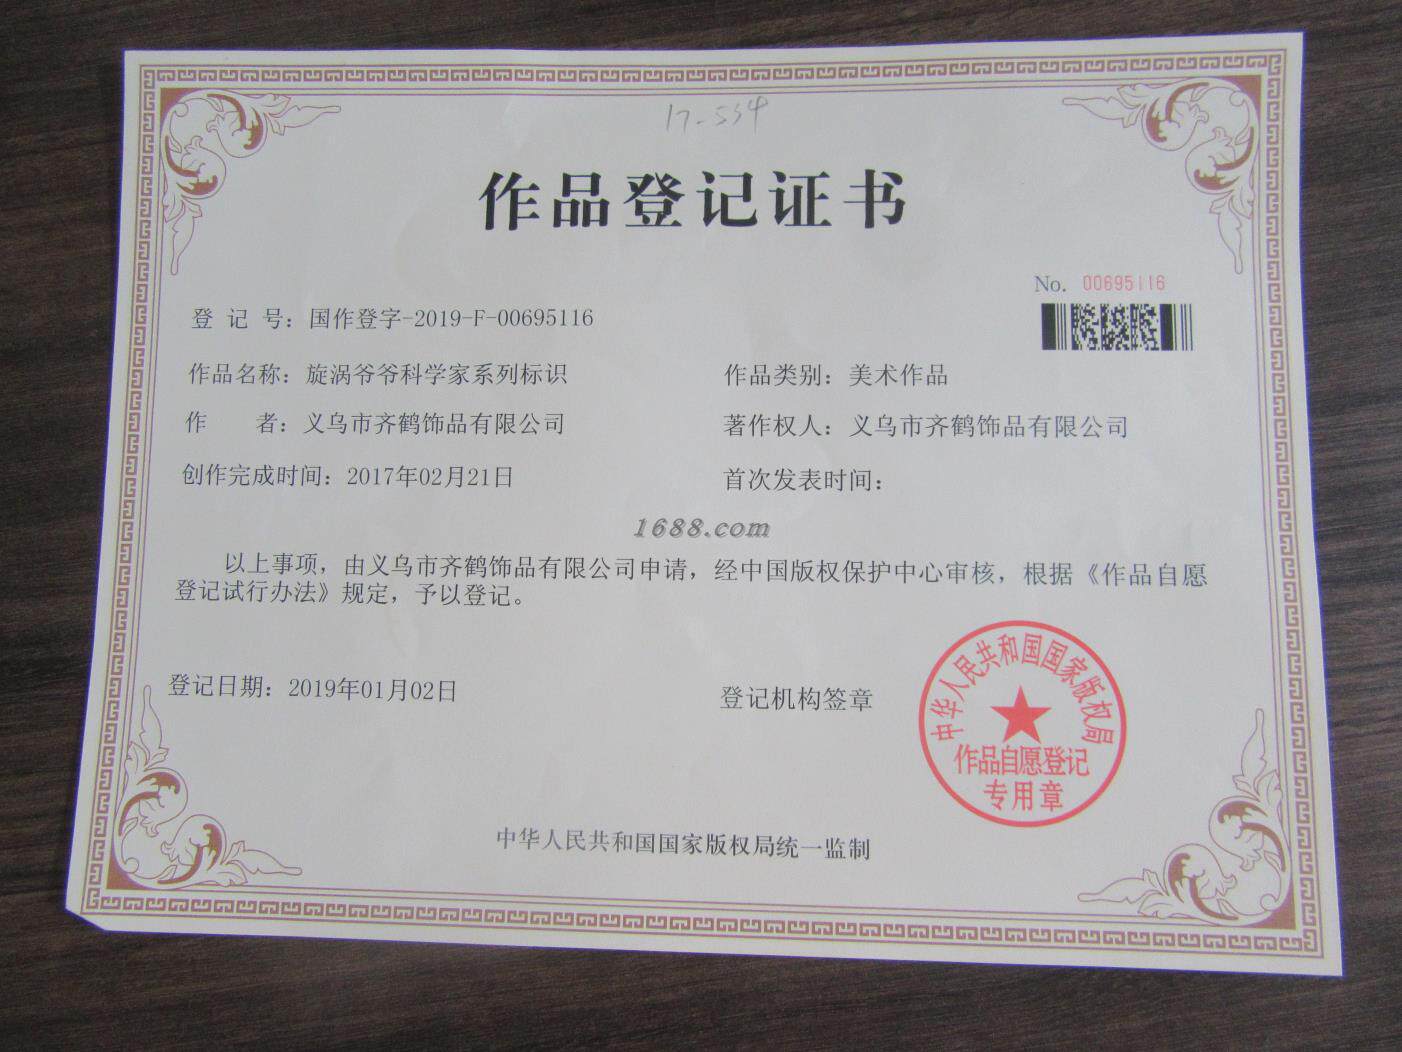 17-534
作品登记证书
No. 00695116
登 记 号：国作登字-2019-F-00695116
作品名称：旋涡爷爷科学家系列标识
作品类别：美术作品
作 者：义乌市齐鹤饰品有限公司
著作权人：义乌市齐鹤饰品有限公司
创作完成时间：2017年02月21日
首次发表时间：
1688.com
以上事项，由义乌市齐鹤饰品有限公司申请，经中国版权保护中心审核，根据《作品自愿
登记试行办法》规定，予以登记。
登记日期：2019年01月02日
登记机构签章
中华人民共和国国家版权局
作品自愿登记
专用章
中华人民共和国国家版权局统一监制